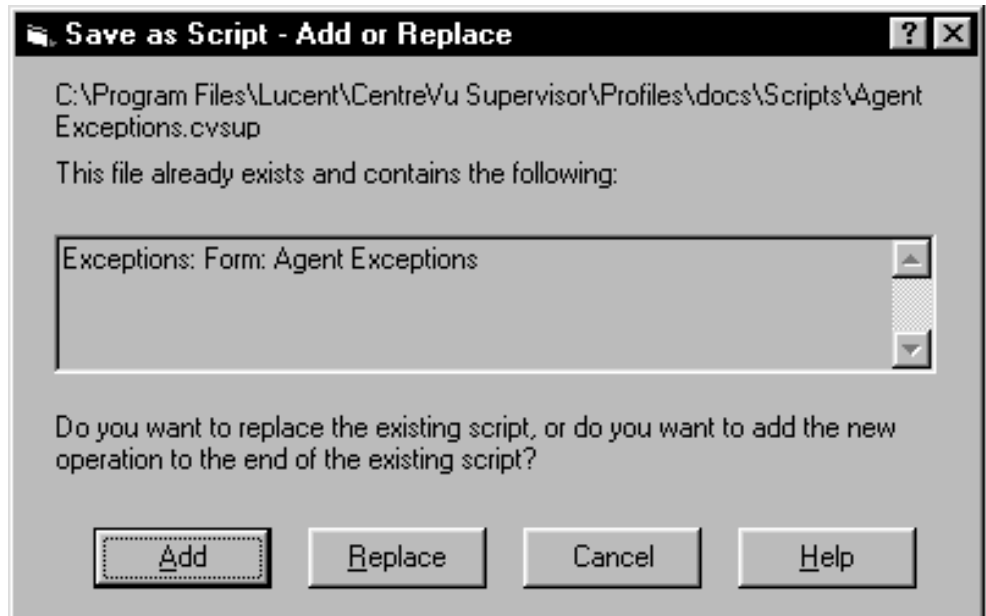 Save as Script - Add or Replace
C:\Program Files\Lucent\CentreVu Supervisor\Profiles\docs\Scripts\Agent
Exceptions.cvsup
This file already exists and contains the following:
Exceptions: Form: Agent Exceptions
Do you want to replace the existing script, or do you want to add the new
operation to the end of the existing script?
Add Replace Cancel Help